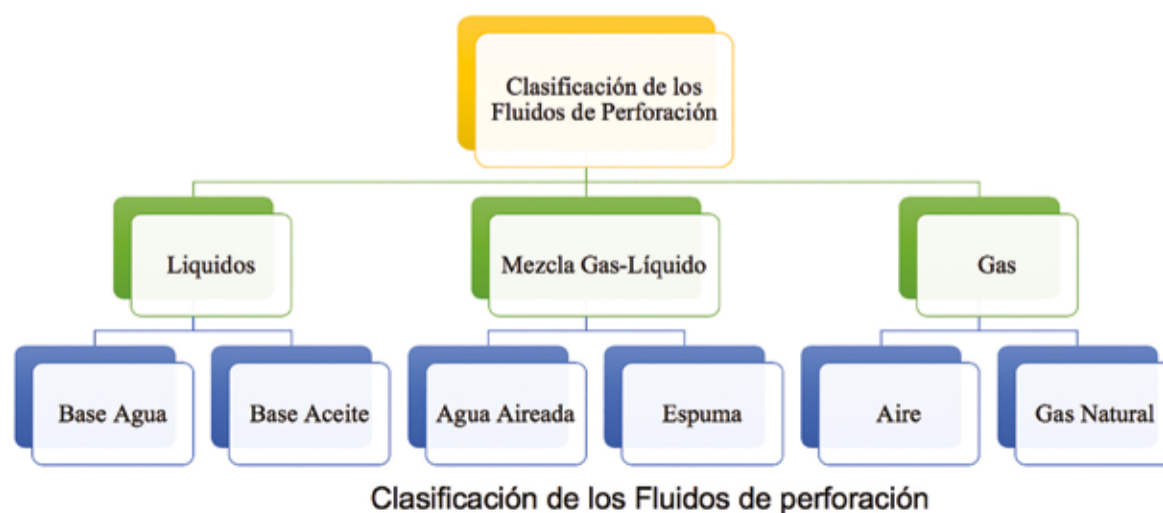 Clasificación de los
Fluidos de Perforación
Liquidos
Mezcla Gas-Líquido
Gas
Base Agua
Base Aceite
Agua Aireada
Espuma
Aire
Gas Natural
Clasificación de los Fluidos de perforación